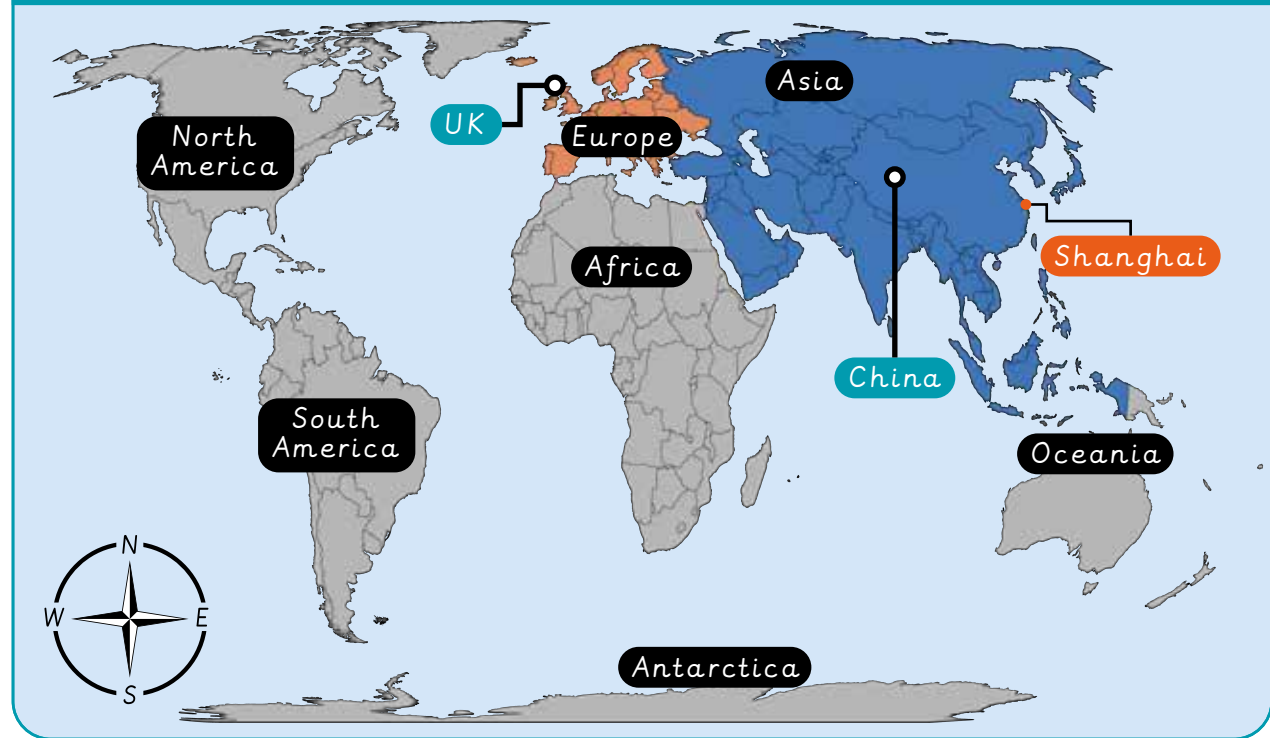 Asia
UK
North
America
Europe
Africa
Shanghai
China
South
America
Oceania
N
W
E
S
Antarctica